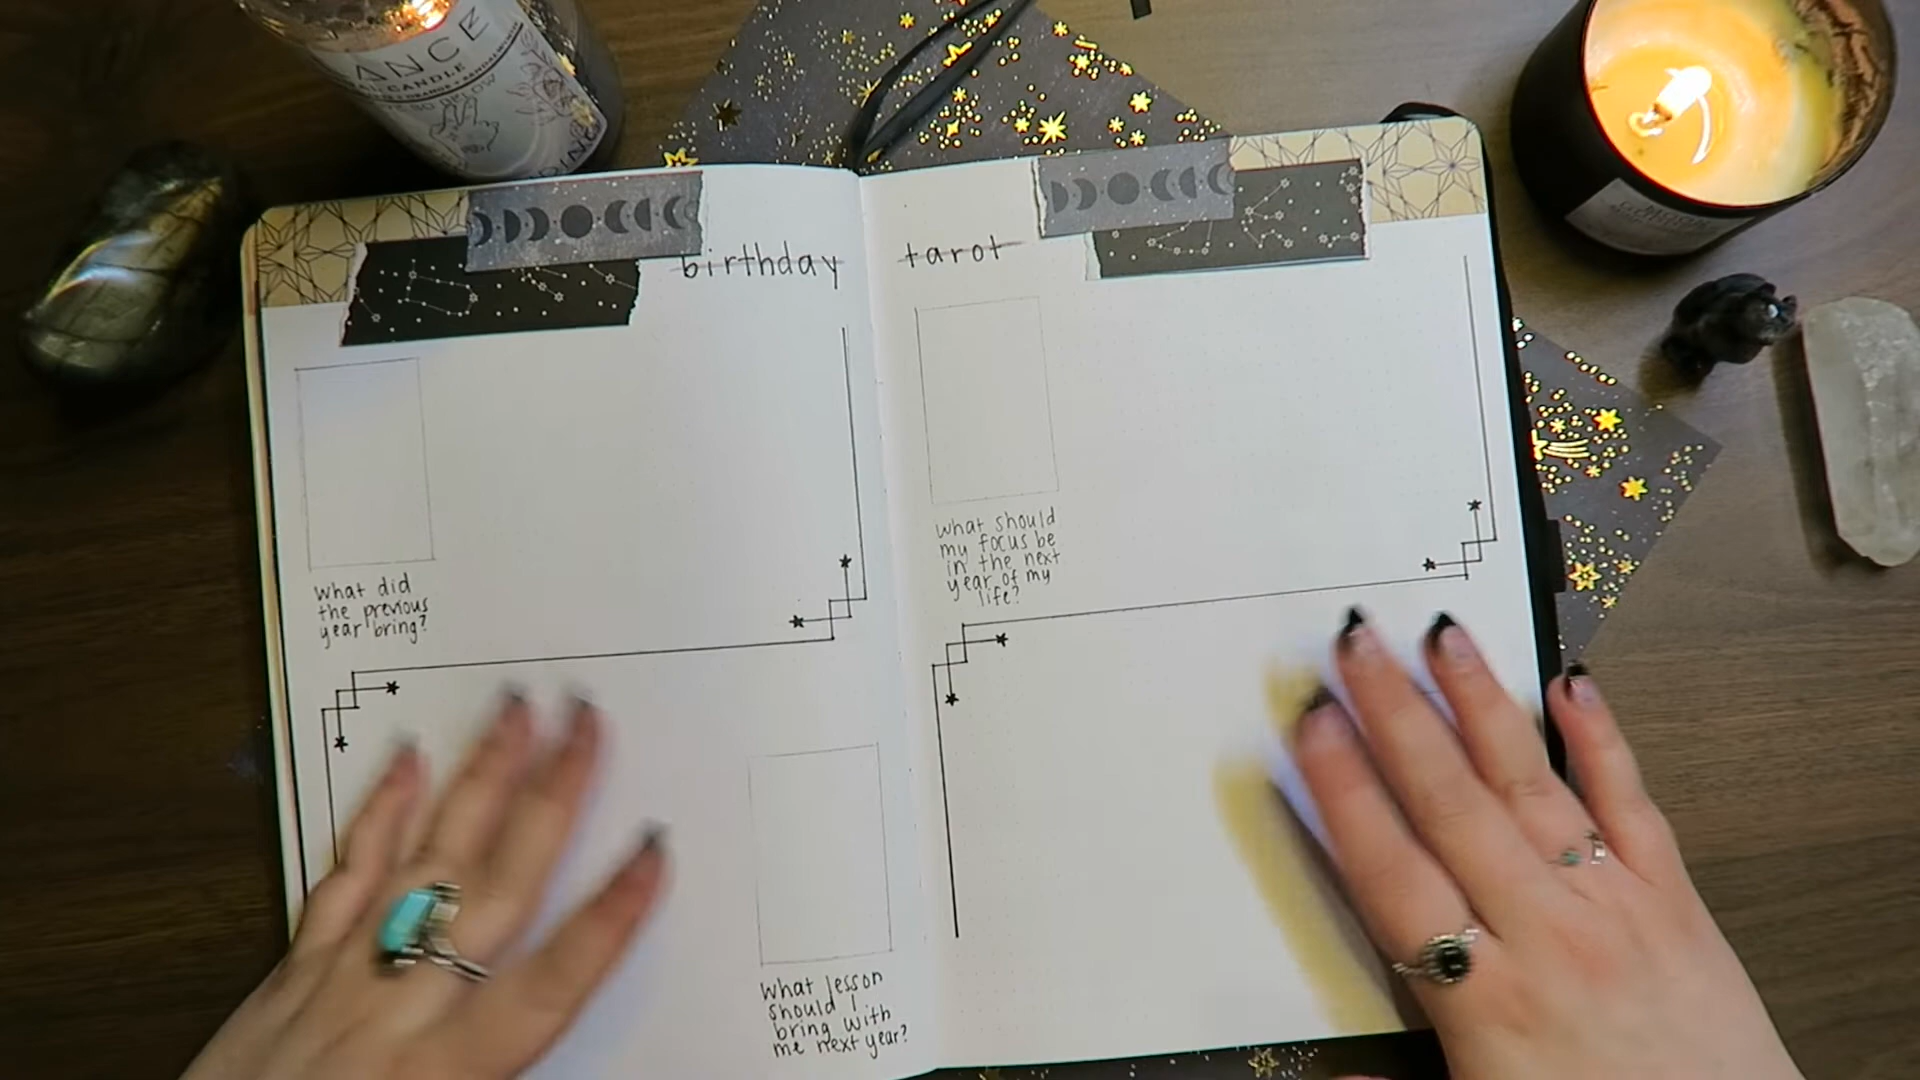 ANCE
CANDLE
birthday
tarot
What did
the previous
year bring?
What should
my focus be
in the next
year of my
life?
What lesson
should I
bring with
me next year?